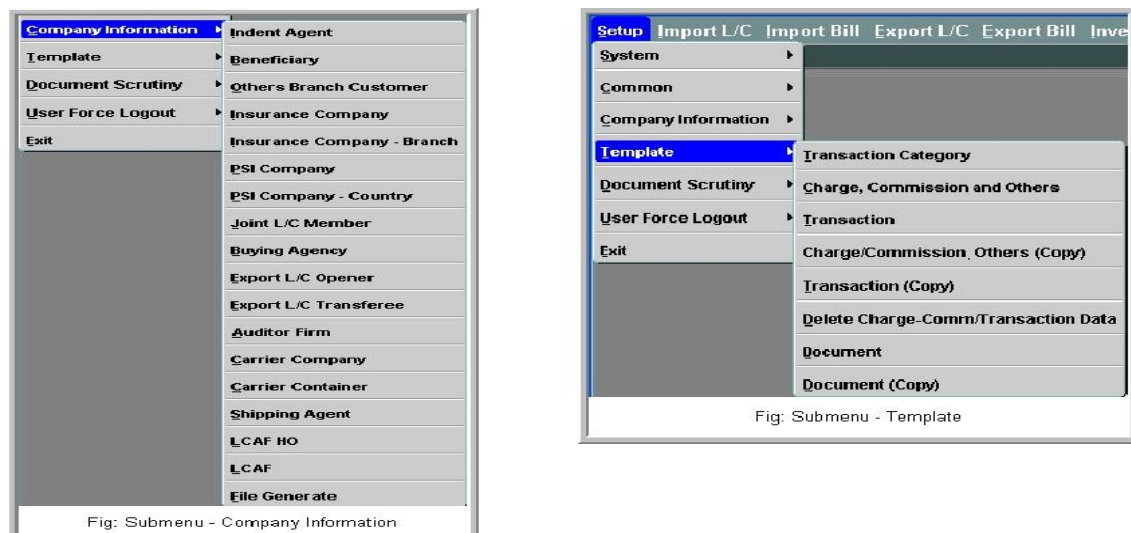 Company Information
Template
Document Scrutiny
User Force Logout
Exit
Indent Agent
Beneficiary
Others Branch Customer
Insurance Company
Insurance Company - Branch
PSI Company
PSI Company - Country
Joint L/C Member
Buying Agency
Export L/C Opener
Export L/C Transferee
Auditor Firm
Carrier Company
Carrier Container
Shipping Agent
LCAF HO
LCAF
File Generate
Fig: Submenu - Company Information
Setup Import L/C Import Bill Export L/C Export Bill Inve
System
Common
Company Information
Template
Document Scrutiny
User Force Logout
Exit
Transaction Category
Charge, Commission and Others
Transaction
Charge/Commission, Others (Copy)
Transaction (Copy)
Delete Charge-Comm/Transaction Data
Document
Document (Copy)
Fig: Submenu - Template